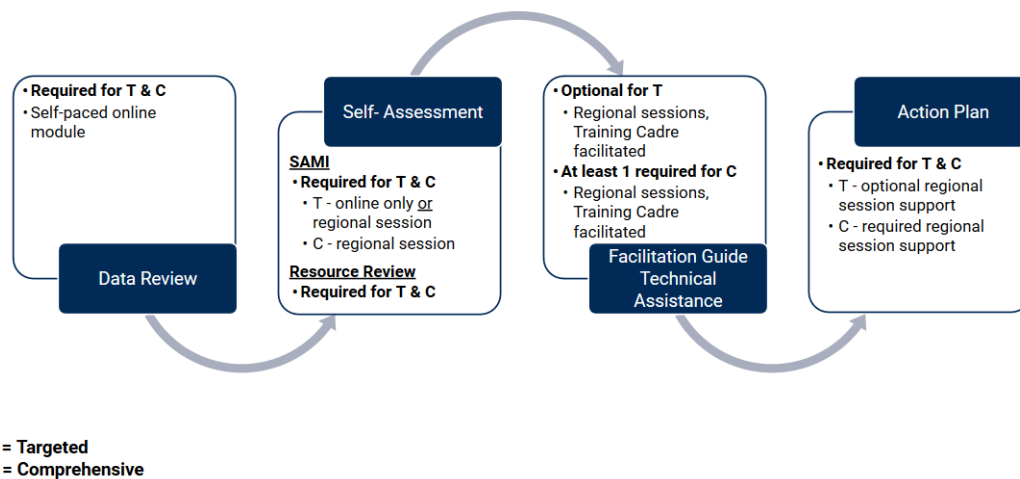 • Required for T & C
• Self-paced online
module
Data Review
Self- Assessment
SAMI
• Required for T & C
• T - online only or
regional session
• C - regional session
Resource Review
• Required for T & C
• Optional for T
• Regional sessions,
Training Cadre
facilitated
• At least 1 required for C
• Regional sessions,
Training Cadre
facilitated
Facilitation Guide
Technical
Assistance
Action Plan
• Required for T & C
• T - optional regional
session support
• C - required regional
session support
= Targeted
= Comprehensive